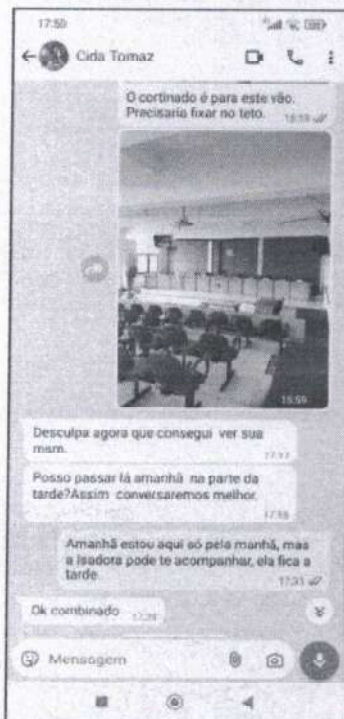 17:50
Cida Tomaz
O cortinado é para este vão.
Precisaria fixar no teto.
15:59
Desculpa agora que consegui ver sua
msm.
Posso passar lá amanhã na parte da
tarde?Assim conversaremos melhor.
Amanhã estou aqui só pela manhã, mas
a Isadora pode te acompanhar, ela fica a
tarde.
17:31
Ok combinado
Mensagem